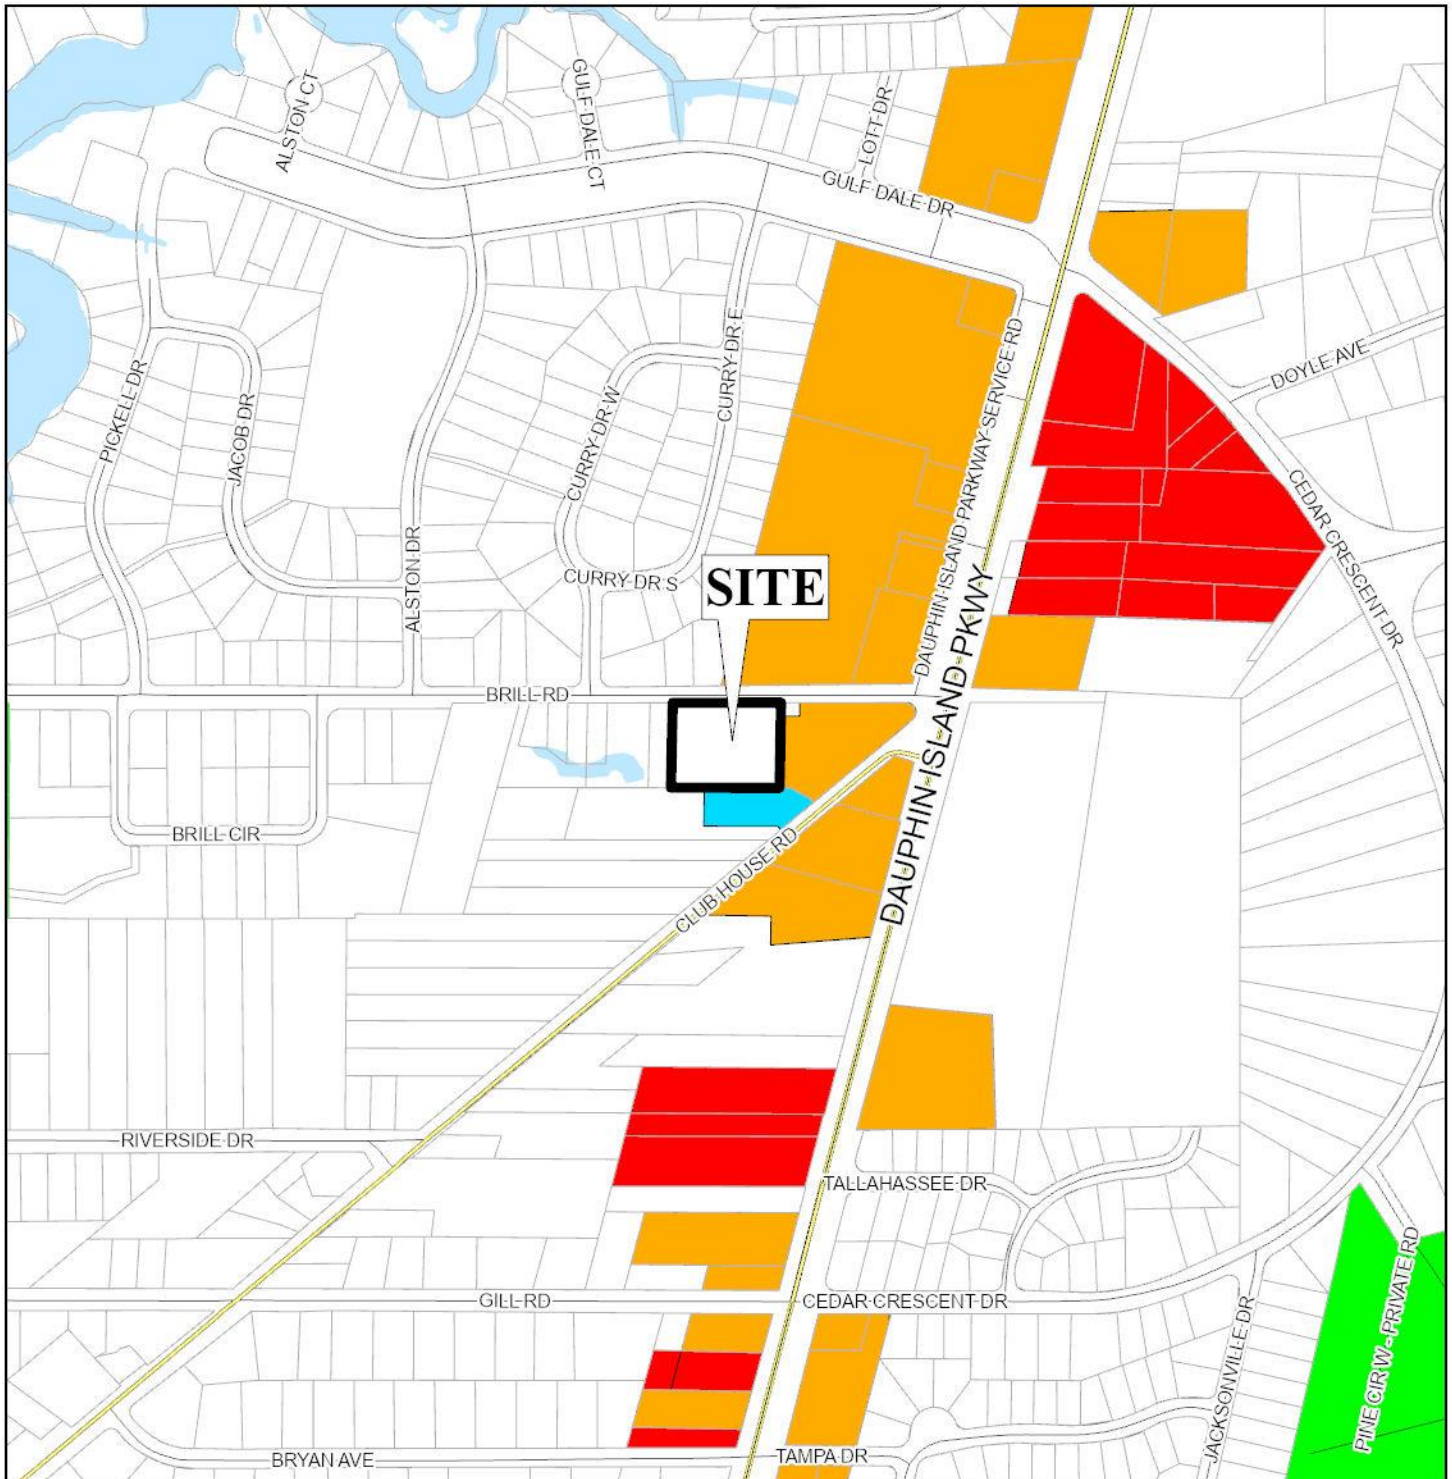 ALSTON CT
GULF DALE CT
LOTT DR
GULF DALE DR
CURRY DR E
PICKELL DR
JACOB DR
CURRY DR W
ALSTON DR
CURRY DR S
DAUPHIN ISLAND PARKWAY SERVICE RD
DOYLE AVE
CEDAR CRESCENT DR
SITE
BRILL RD
DAUPHIN ISLAND PKWY
BRILL CIR
CLUB HOUSE RD
RIVERSIDE DR
TALLAHASSEE DR
GILL RD
CEDAR CRESCENT DR
JACKSONVILLE DR
PINE CIR W - PRIVATE RD
BRYAN AVE
TAMPA DR